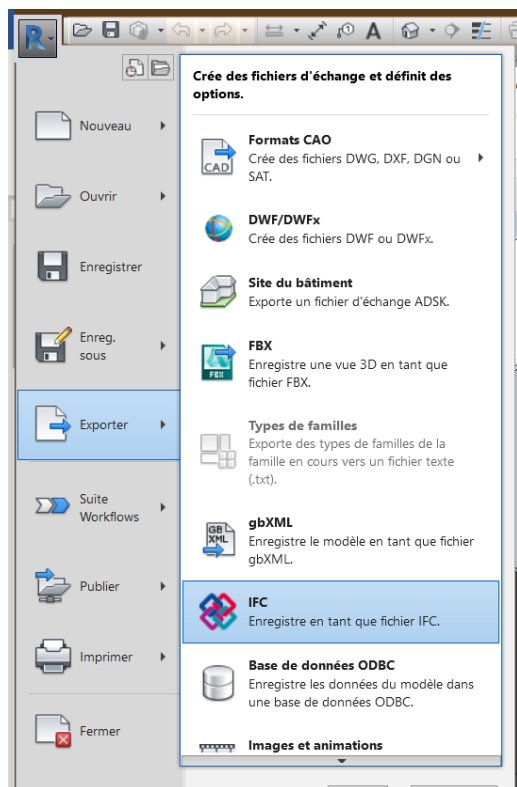 R
A
Crée des fichiers d'échange et définit des
options.
Nouveau
Ouvrir
Enregistrer
Enreg.
sous
Exporter
Suite
Workflows
Publier
Imprimer
Fermer
CAD
Formats CAO
Crée des fichiers DWG, DXF, DGN ou
SAT.
DWF/DWFx
Crée des fichiers DWF ou DWFx.
Site du bâtiment
Exporte un fichier d'échange ADSK.
FBX
FBX
Enregistre une vue 3D en tant que
fichier FBX.
Types de familles
Exporte des types de familles de la
famille en cours vers un fichier texte
(.txt).
GB
XML
gbXML
Enregistre le modèle en tant que fichier
gbXML.
IFC
Enregistre en tant que fichier IFC.
Base de données ODBC
Enregistre les données du modèle dans
une base de données ODBC.
Images et animations